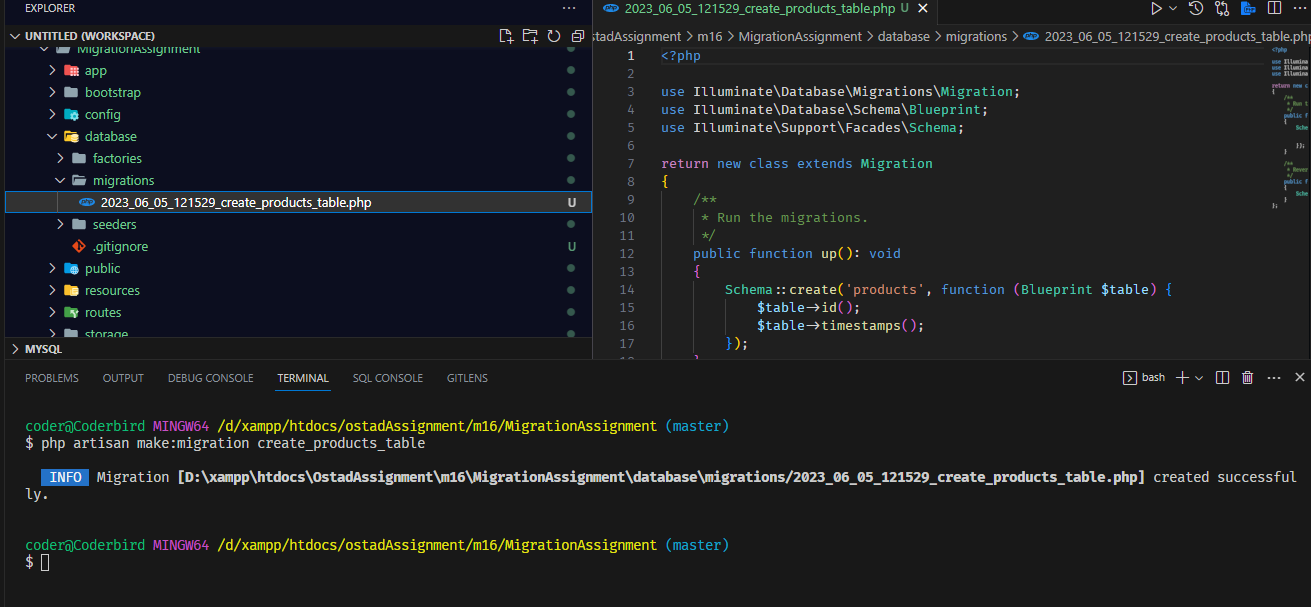 EXPLORER
UNTITLED (WORKSPACE)
MigrationAssignment
app
bootstrap
config
database
factories
migrations
2023_06_05_121529_create_products_table.php U
seeders
.gitignore U
public
resources
routes
storage
MYSQL
2023_06_05_121529_create_products_table.php U
stadAssignment > m16 > MigrationAssignment > database > migrations > 2023_06_05_121529_create_products_table.php
1 <?php
2
3 use Illuminate\Database\Migrations\Migration;
4 use Illuminate\Database\Schema\Blueprint;
5 use Illuminate\Support\Facades\Schema;
6
7 return new class extends Migration
8 {
9 /**
10 * Run the migrations.
11 */
12 public function up(): void
13 {
14 Schema::create('products', function (Blueprint $table) {
15 $table->id();
16 $table->timestamps();
17 });
PROBLEMS OUTPUT DEBUG CONSOLE TERMINAL SQL CONSOLE GITLENS
bash
coder@Coderbird MINGW64 /d/xampp/htdocs/ostadAssignment/m16/MigrationAssignment (master)
$ php artisan make:migration create_products_table
INFO Migration [D:\xampp\htdocs\OstadAssignment\m16\MigrationAssignment\database\migrations/2023_06_05_121529_create_products_table.php] created successful
ly.
coder@Coderbird MINGW64 /d/xampp/htdocs/ostadAssignment/m16/MigrationAssignment (master)
$